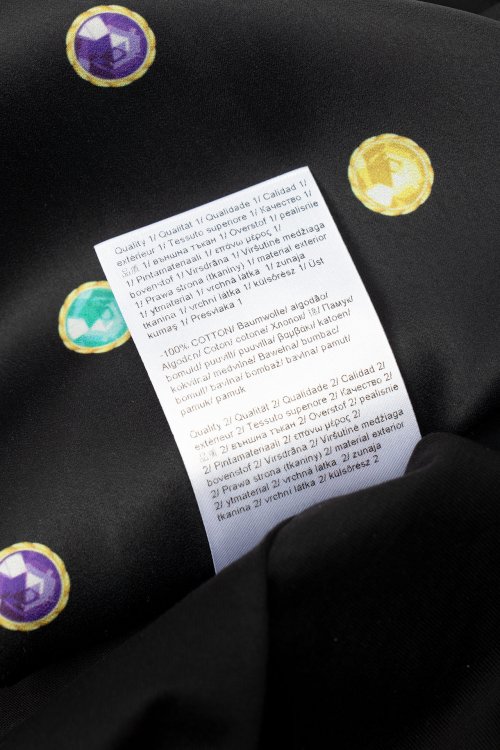 Quality 1/ Qualität 1/ Qualidade 1/ Calidad 1/
extérieur 1/ Tessuto superiore 1/ Качество 1/
品质 1/ външна тъкан 1/ Overstof 1/ pealisriie
1/ Pintamateriaali 1/ επάνω μέρος 1/
bovenstof 1/ Virsdrāna 1/ Viršutinė medžiaga
1/ Prawa strona (tkaniny) 1/ material exterior
1/ ytmaterial 1/ vrchná látka 1/ zunaja
tkanina 1/ vrchní látka 1/ külsőrész 1/ Üst
kumaş 1/ Presvlaka 1
-100% COTTON/ Baumwolle/ algodão/
Algodón/ Coton/ cotone/ Хлопок/ 棉/ Памук/
bomuld/ puuvill/ puuvilla/ βαμβάκι/ katoen/
kokvilna/ medvilnė/ Bawełna/ bumbac/
bomull/ bavlna/ bombaž/ bavlna/ pamut/
pamuk/ pamuk
Quality 2/ Qualität 2/ Qualidade 2/ Calidad 2/
extérieur 2/ Tessuto superiore 2/ Качество 2/
品质 2/ външна тъкан 2/ Overstof 2/ pealisriie
2/ Pintamateriaali 2/ επάνω μέρος 2/
bovenstof 2/ Virsdrāna 2/ Viršutinė medžiaga
2/ Prawa strona (tkaniny) 2/ material exterior
2/ ytmaterial 2/ vrchná látka 2/ zunaja
tkanina 2/ vrchní látka 2/ külsőrész 2